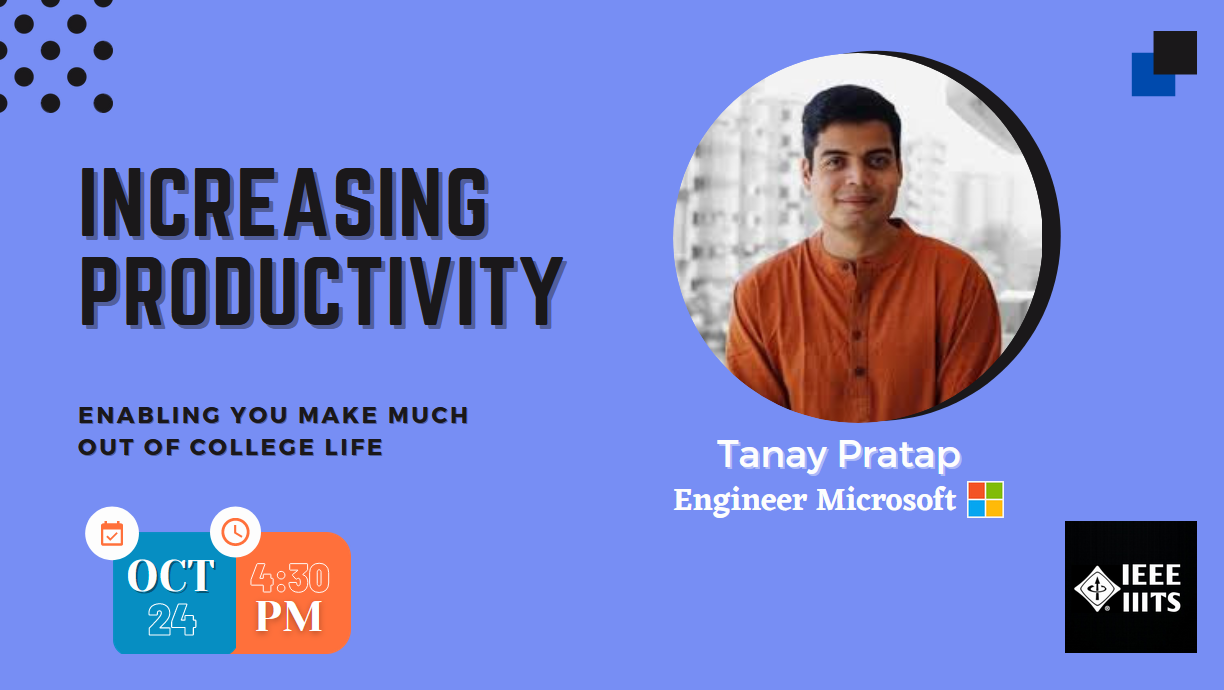 INCREASING
PRODUCTIVITY
ENABLING YOU MAKE MUCH
OUT OF COLLEGE LIFE
OCT
24
4:30
PM
Tanay Pratap
Engineer Microsoft
IEEE
IIITS